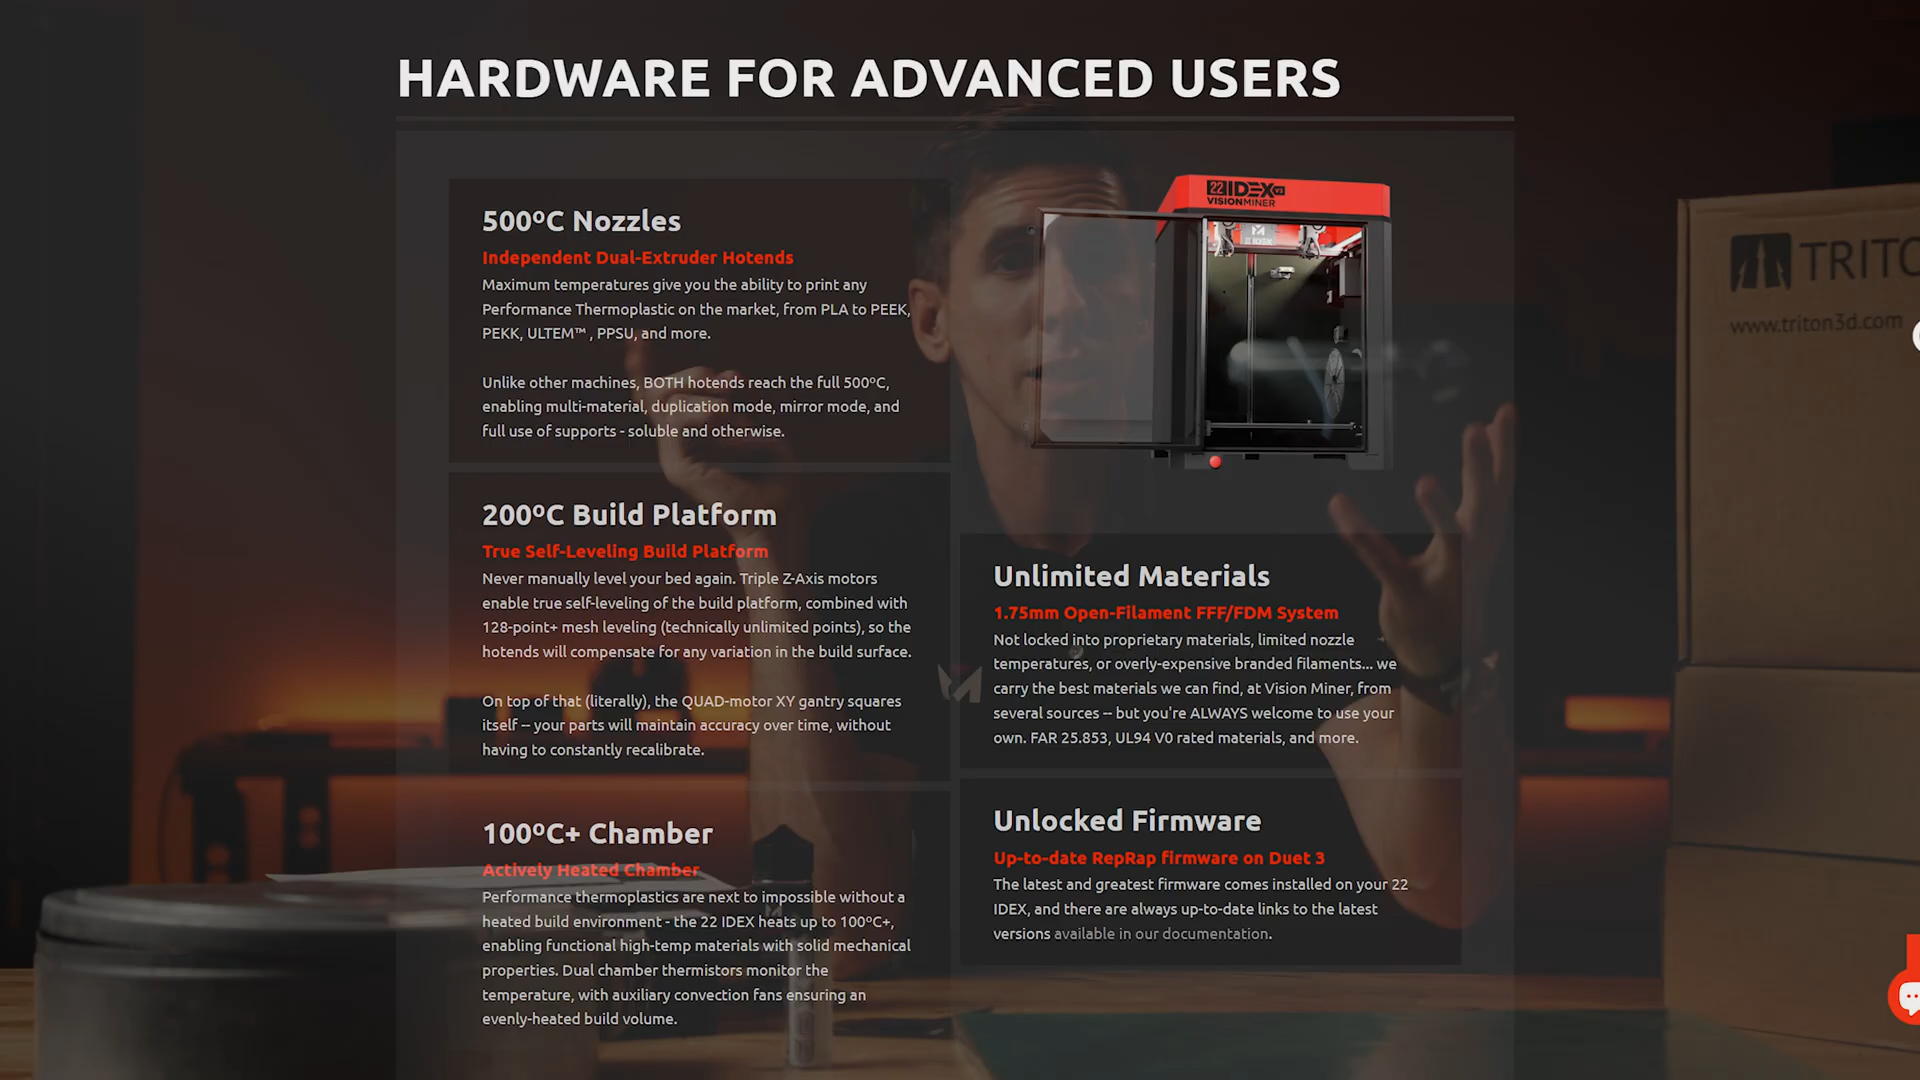 HARDWARE FOR ADVANCED USERS
500ºC Nozzles
Independent Dual-Extruder Hotends
Maximum temperatures give you the ability to print any
Performance Thermoplastic on the market, from PLA to PEEK,
PEKK, ULTEM™ , PPSU, and more.
Unlike other machines, BOTH hotends reach the full 500ºC,
enabling multi-material, duplication mode, mirror mode, and
full use of supports - soluble and otherwise.
200ºC Build Platform
True Self-Leveling Build Platform
Never manually level your bed again. Triple Z-Axis motors
enable true self-leveling of the build platform, combined with
128-point+ mesh leveling (technically unlimited points), so the
hotends will compensate for any variation in the build surface.
On top of that (literally), the QUAD-motor XY gantry squares
itself -- your parts will maintain accuracy over time, without
having to constantly recalibrate.
100ºC+ Chamber
Actively Heated Chamber
Performance thermoplastics are next to impossible without a
heated build environment - the 22 IDEX heats up to 100ºC+,
enabling functional high-temp materials with solid mechanical
properties. Dual chamber thermistors monitor the
temperature, with auxiliary convection fans ensuring an
evenly-heated build volume.
22 IDEX V3
VISIONMINER
Unlimited Materials
1.75mm Open-Filament FFF/FDM System
Not locked into proprietary materials, limited nozzle
temperatures, or overly-expensive branded filaments... we
carry the best materials we can find, at Vision Miner, from
several sources -- but you're ALWAYS welcome to use your
own. FAR 25.853, UL94 V0 rated materials, and more.
Unlocked Firmware
Up-to-date RepRap firmware on Duet 3
The latest and greatest firmware comes installed on your 22
IDEX, and there are always up-to-date links to the latest
versions available in our documentation.
TRITO
www.triton3d.com